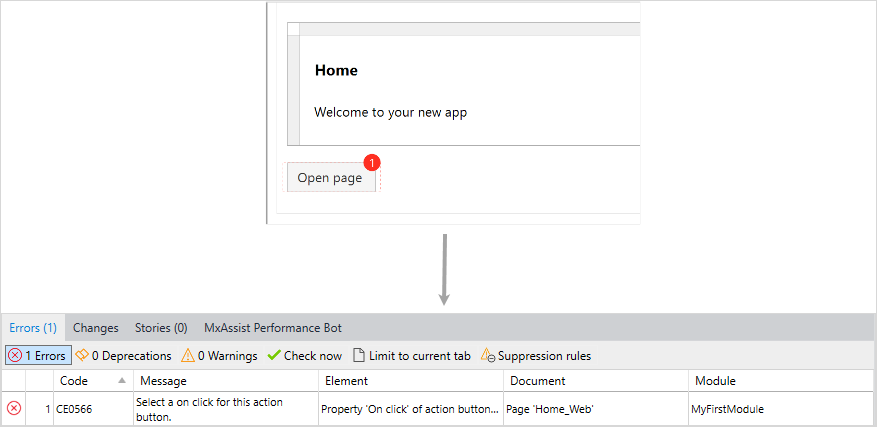 Home
Welcome to your new app
1
Open page
Errors (1) Changes Stories (0) MxAssist Performance Bot
1 Errors 0 Deprecations 0 Warnings Check now Limit to current tab Suppression rules
Code Message Element Document Module
1 CE0566 Select a on click for this action button. Property 'On click' of action button... Page 'Home_Web' MyFirstModule